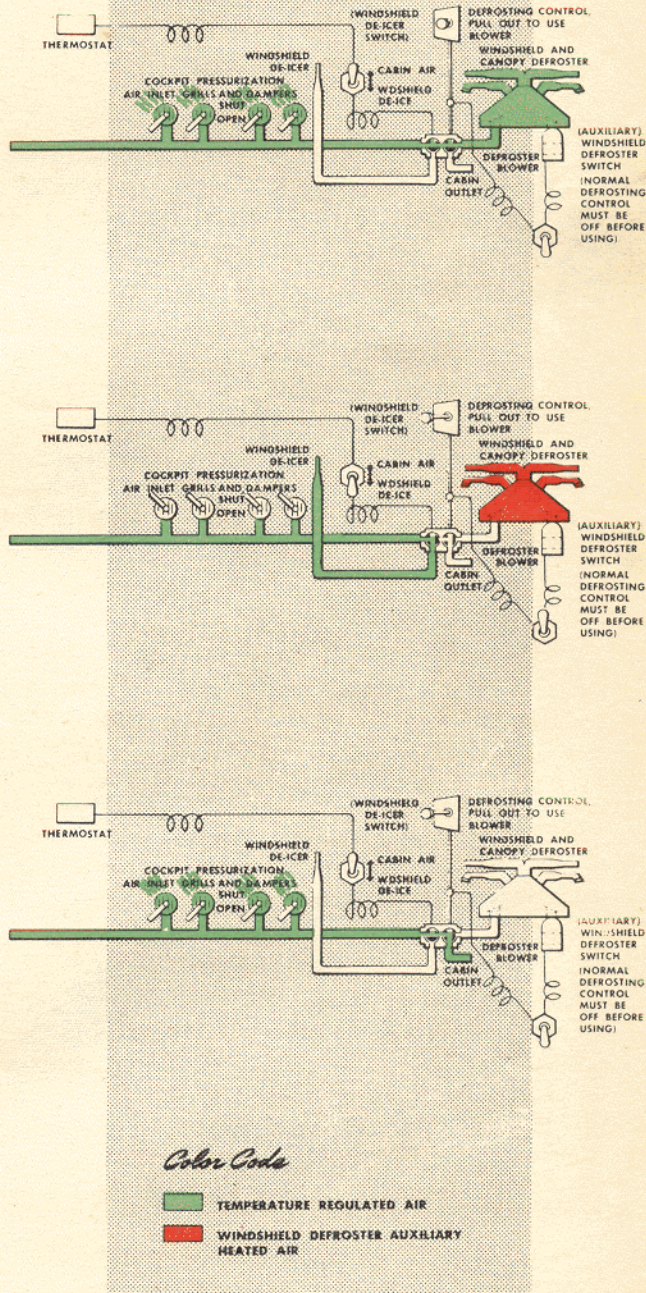 (WINDSHIELD
DE-ICER
SWITCH)
DEFROSTING CONTROL,
PULL OUT TO USE
BLOWER
THERMOSTAT
WINDSHIELD
DE-ICER
CABIN AIR
WDSHIELD
DE-ICE
WINDSHIELD AND
CANOPY DEFROSTER
COCKPIT PRESSURIZATION
AIR INLET GRILLS AND DAMPERS
SHUT
OPEN
CABIN
OUTLET
DEFROSTER
BLOWER
(AUXILIARY)
WINDSHIELD
DEFROSTER
SWITCH
(NORMAL
DEFROSTING
CONTROL
MUST BE
OFF BEFORE
USING)
(WINDSHIELD
DE-ICER
SWITCH)
DEFROSTING CONTROL,
PULL OUT TO USE
BLOWER
THERMOSTAT
WINDSHIELD
DE-ICER
CABIN AIR
WDSHIELD
DE-ICE
WINDSHIELD AND
CANOPY DEFROSTER
COCKPIT PRESSURIZATION
AIR INLET GRILLS AND DAMPERS
SHUT
OPEN
CABIN
OUTLET
DEFROSTER
BLOWER
(AUXILIARY)
WINDSHIELD
DEFROSTER
SWITCH
(NORMAL
DEFROSTING
CONTROL
MUST BE
OFF BEFORE
USING)
(WINDSHIELD
DE-ICER
SWITCH)
DEFROSTING CONTROL,
PULL OUT TO USE
BLOWER
THERMOSTAT
WINDSHIELD
DE-ICER
CABIN AIR
WDSHIELD
DE-ICE
WINDSHIELD AND
CANOPY DEFROSTER
COCKPIT PRESSURIZATION
AIR INLET GRILLS AND DAMPERS
SHUT
OPEN
CABIN
OUTLET
DEFROSTER
BLOWER
(AUXILIARY)
WINDSHIELD
DEFROSTER
SWITCH
(NORMAL
DEFROSTING
CONTROL
MUST BE
OFF BEFORE
USING)
Color Code
TEMPERATURE REGULATED AIR
WINDSHIELD DEFROSTER AUXILIARY
HEATED AIR